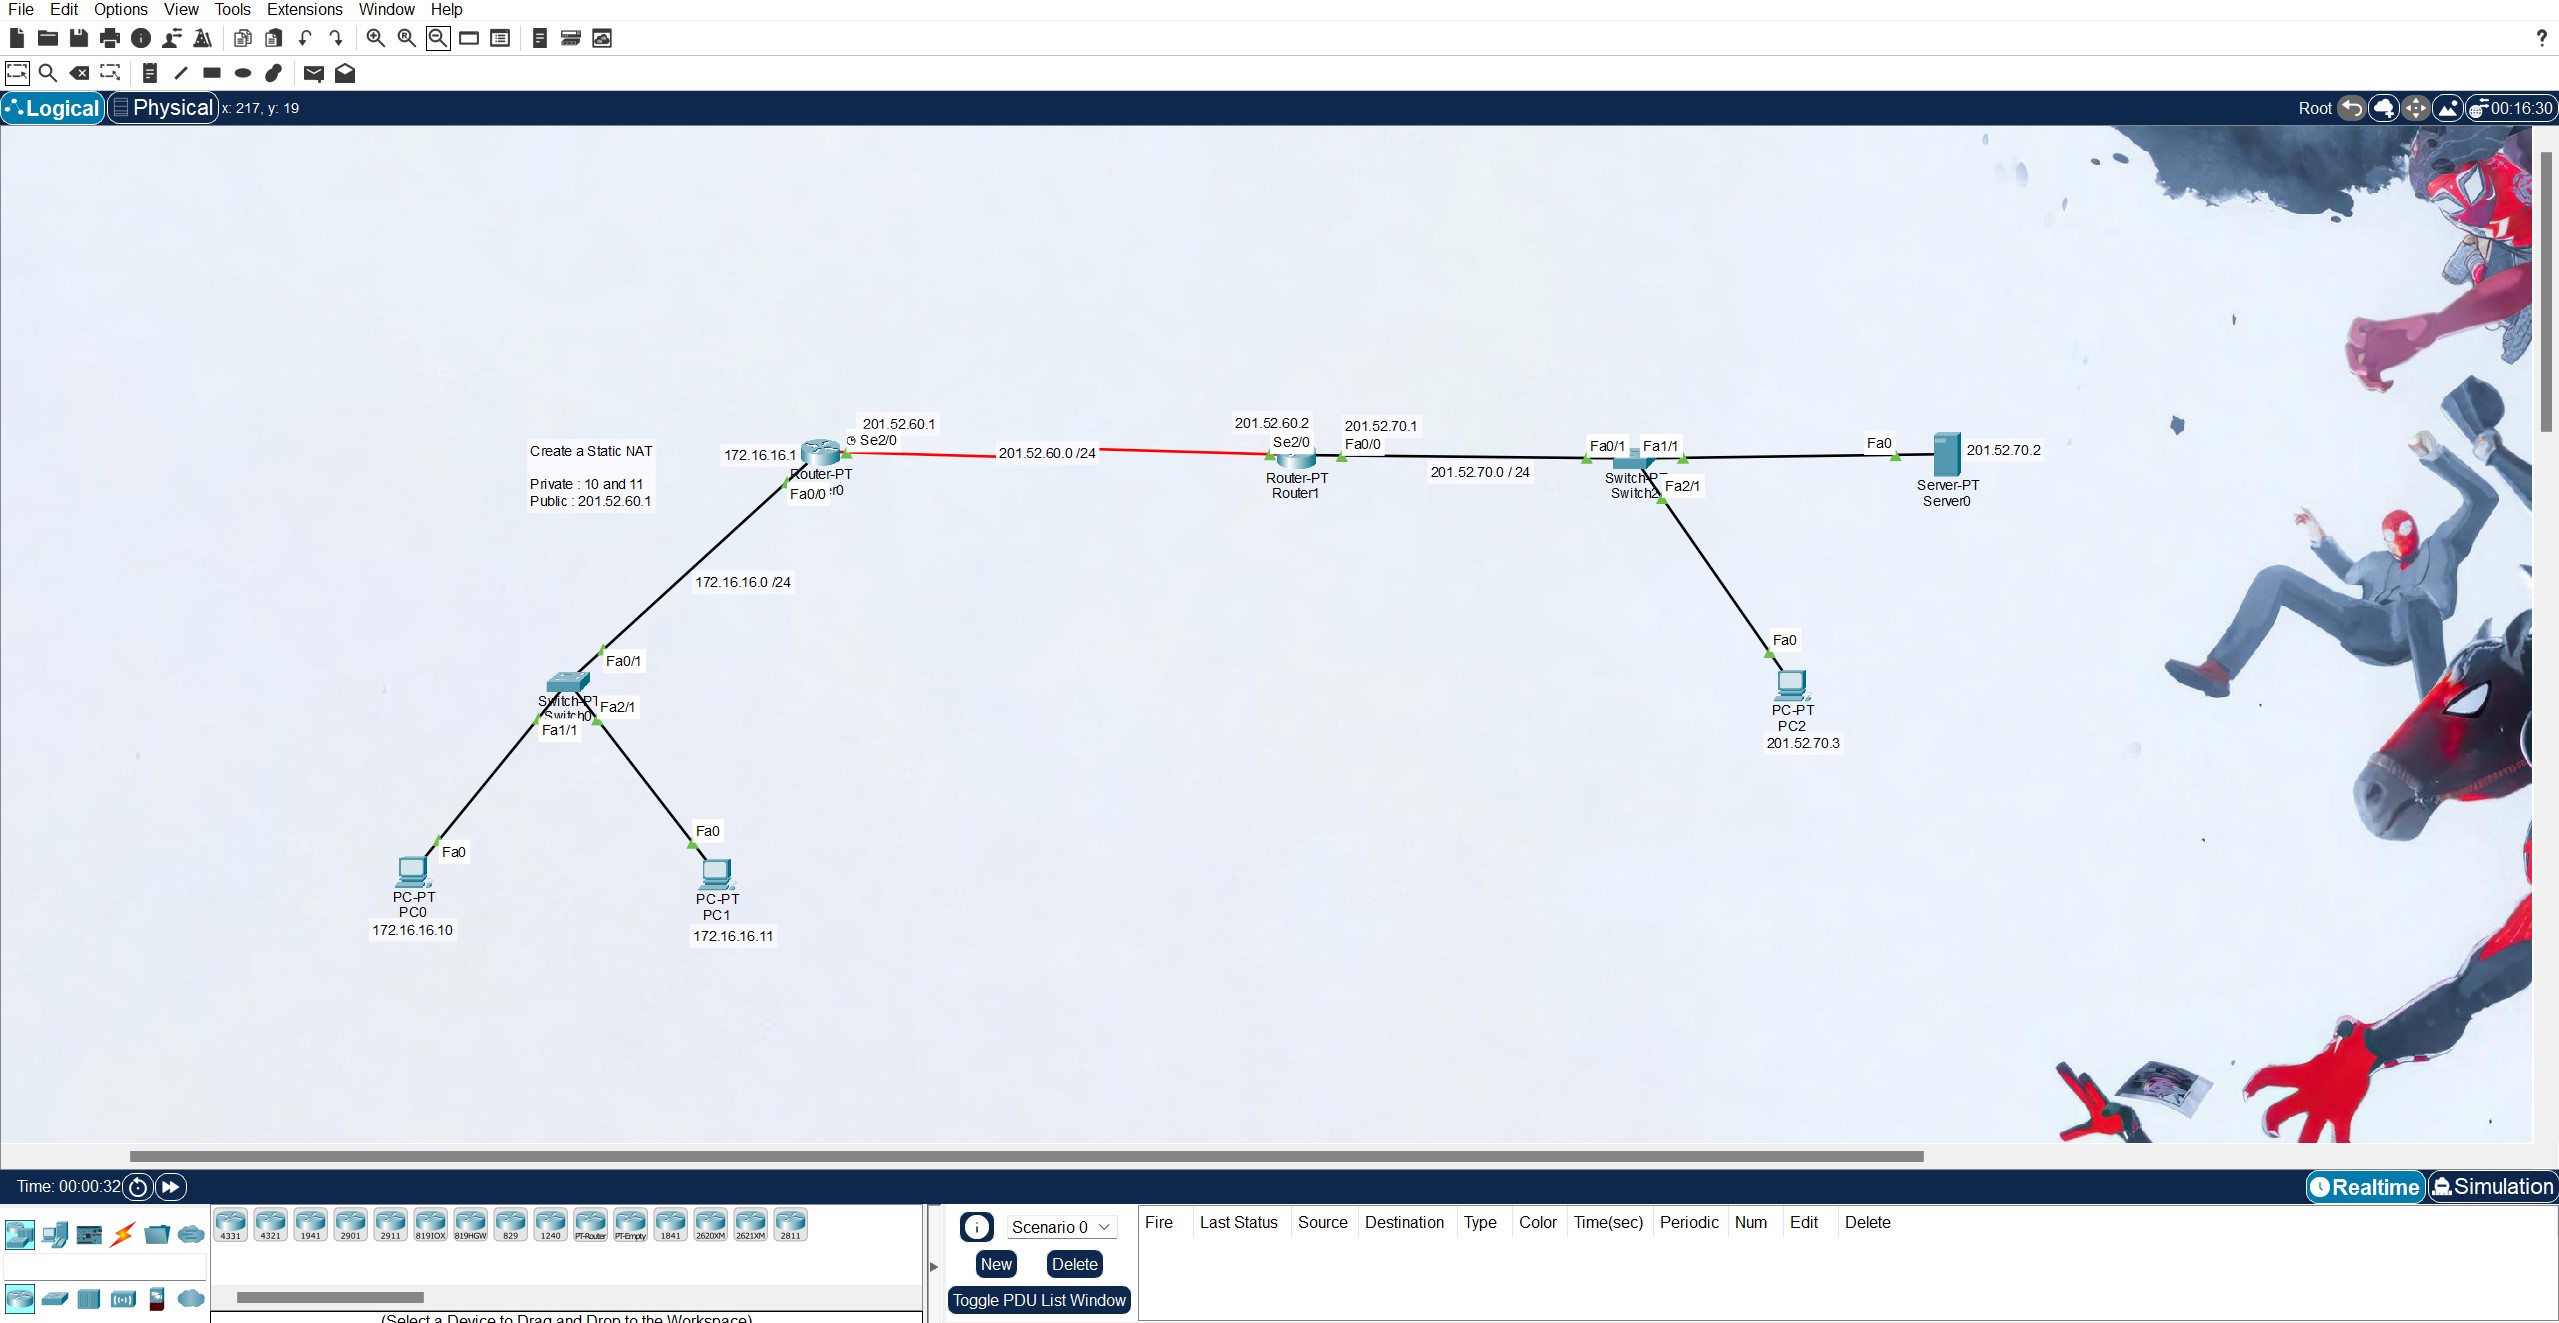 File Edit Options View Tools Extensions Window Help
Logical Physical x: 217, y: 19 Root 00:16:30
201.52.60.1
Se2/0
172.16.16.1
Router-PT
Fa0/0 r0
Create a Static NAT
Private : 10 and 11
Public : 201.52.60.1
201.52.60.0 /24
201.52.60.2
Se2/0
201.52.70.1
Fa0/0
Router-PT
Router1
201.52.70.0 / 24
Fa0/1 Fa1/1
Switch-P
Switch2
Fa2/1
Fa0
201.52.70.2
Server-PT
Server0
172.16.16.0 /24
Fa0/1
Switch-PT
Switch0
Fa2/1
Fa1/1
Fa0
PC-PT
PC2
201.52.70.3
Fa0
PC-PT
PC0
172.16.16.10
Fa0
PC-PT
PC1
172.16.16.11
Time: 00:00:32 Realtime Simulation
4331 4321 1941 2901 2911 819IOX 819HGW 829 1240 PT-Router PT-Empty 1841 2620XM 2621XM 2811
(Select a Device to Drag and Drop to the Workspace)
Scenario 0
New Delete
Toggle PDU List Window
Fire Last Status Source Destination Type Color Time(sec) Periodic Num Edit Delete